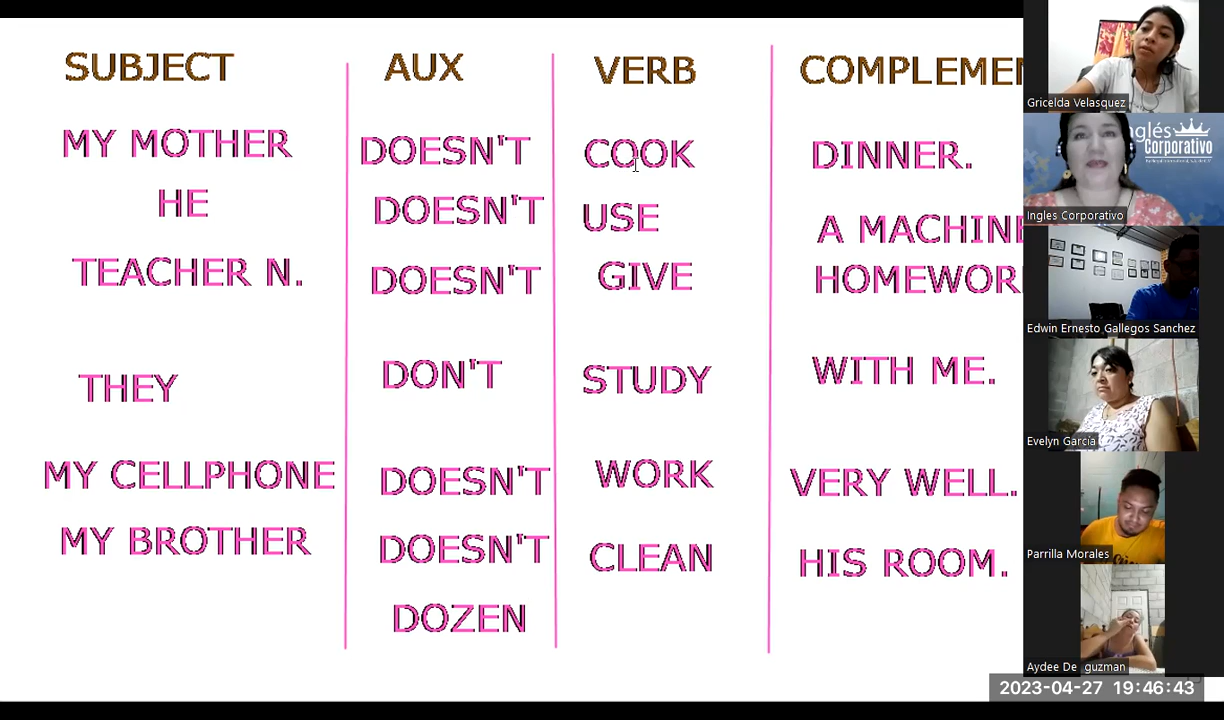 SUBJECT AUX VERB COMPLEMEN
MY MOTHER DOESN'T COOK DINNER.
HE DOESN'T USE A MACHINE
TEACHER N. DOESN'T GIVE HOMEWOR
THEY DON'T STUDY WITH ME.
MY CELLPHONE DOESN'T WORK VERY WELL.
MY BROTHER DOESN'T CLEAN HIS ROOM.
DOZEN
Gricelda Velasquez
Inglés
Corporativo
Ingles Corporativo
Edwin Ernesto Gallegos Sanchez
Evelyn García
Parrilla Morales
Aydee De guzman
2023-04-27 19:46:43